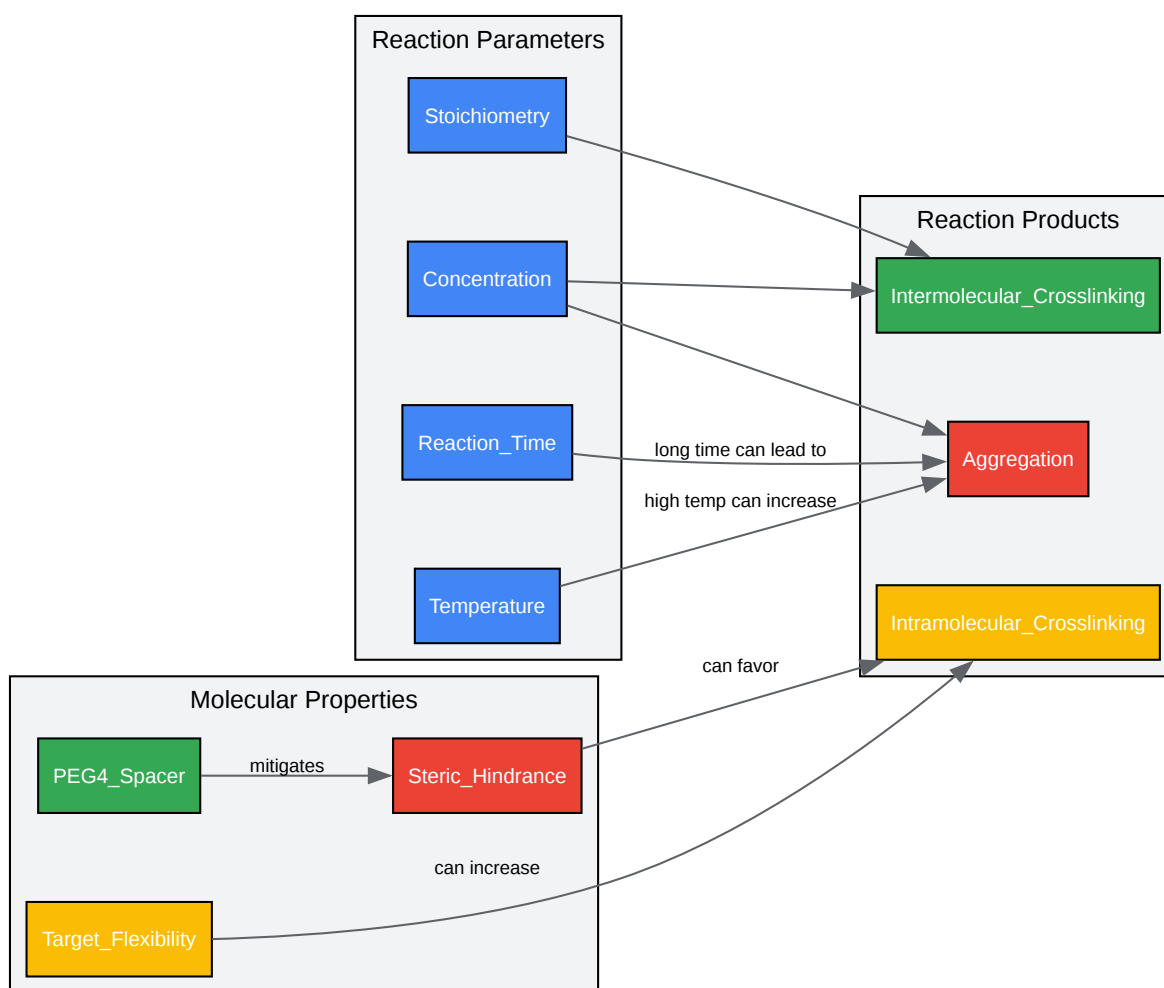 Reaction Parameters
Stoichiometry
Concentration
Reaction_Time
Temperature
Reaction Products
Intermolecular_Crosslinking
Aggregation
Intramolecular_Crosslinking
long time can lead to
high temp can increase
can favor
Molecular Properties
PEG4_Spacer
mitigates
Steric_Hindrance
can increase
Target_Flexibility